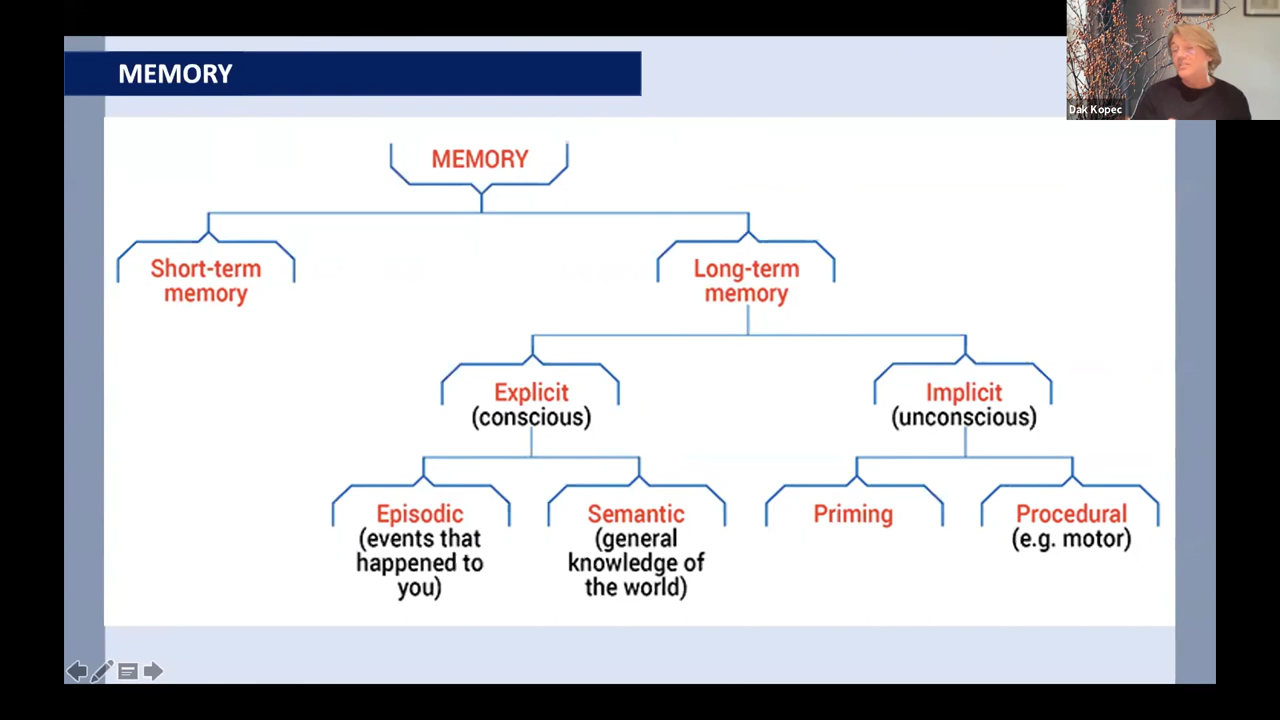 MEMORY
Dak Kopec
MEMORY
Short-term
memory
Long-term
memory
Explicit
(conscious)
Implicit
(unconscious)
Episodic
(events that
happened to
you)
Semantic
(general
knowledge of
the world)
Priming
Procedural
(e.g. motor)